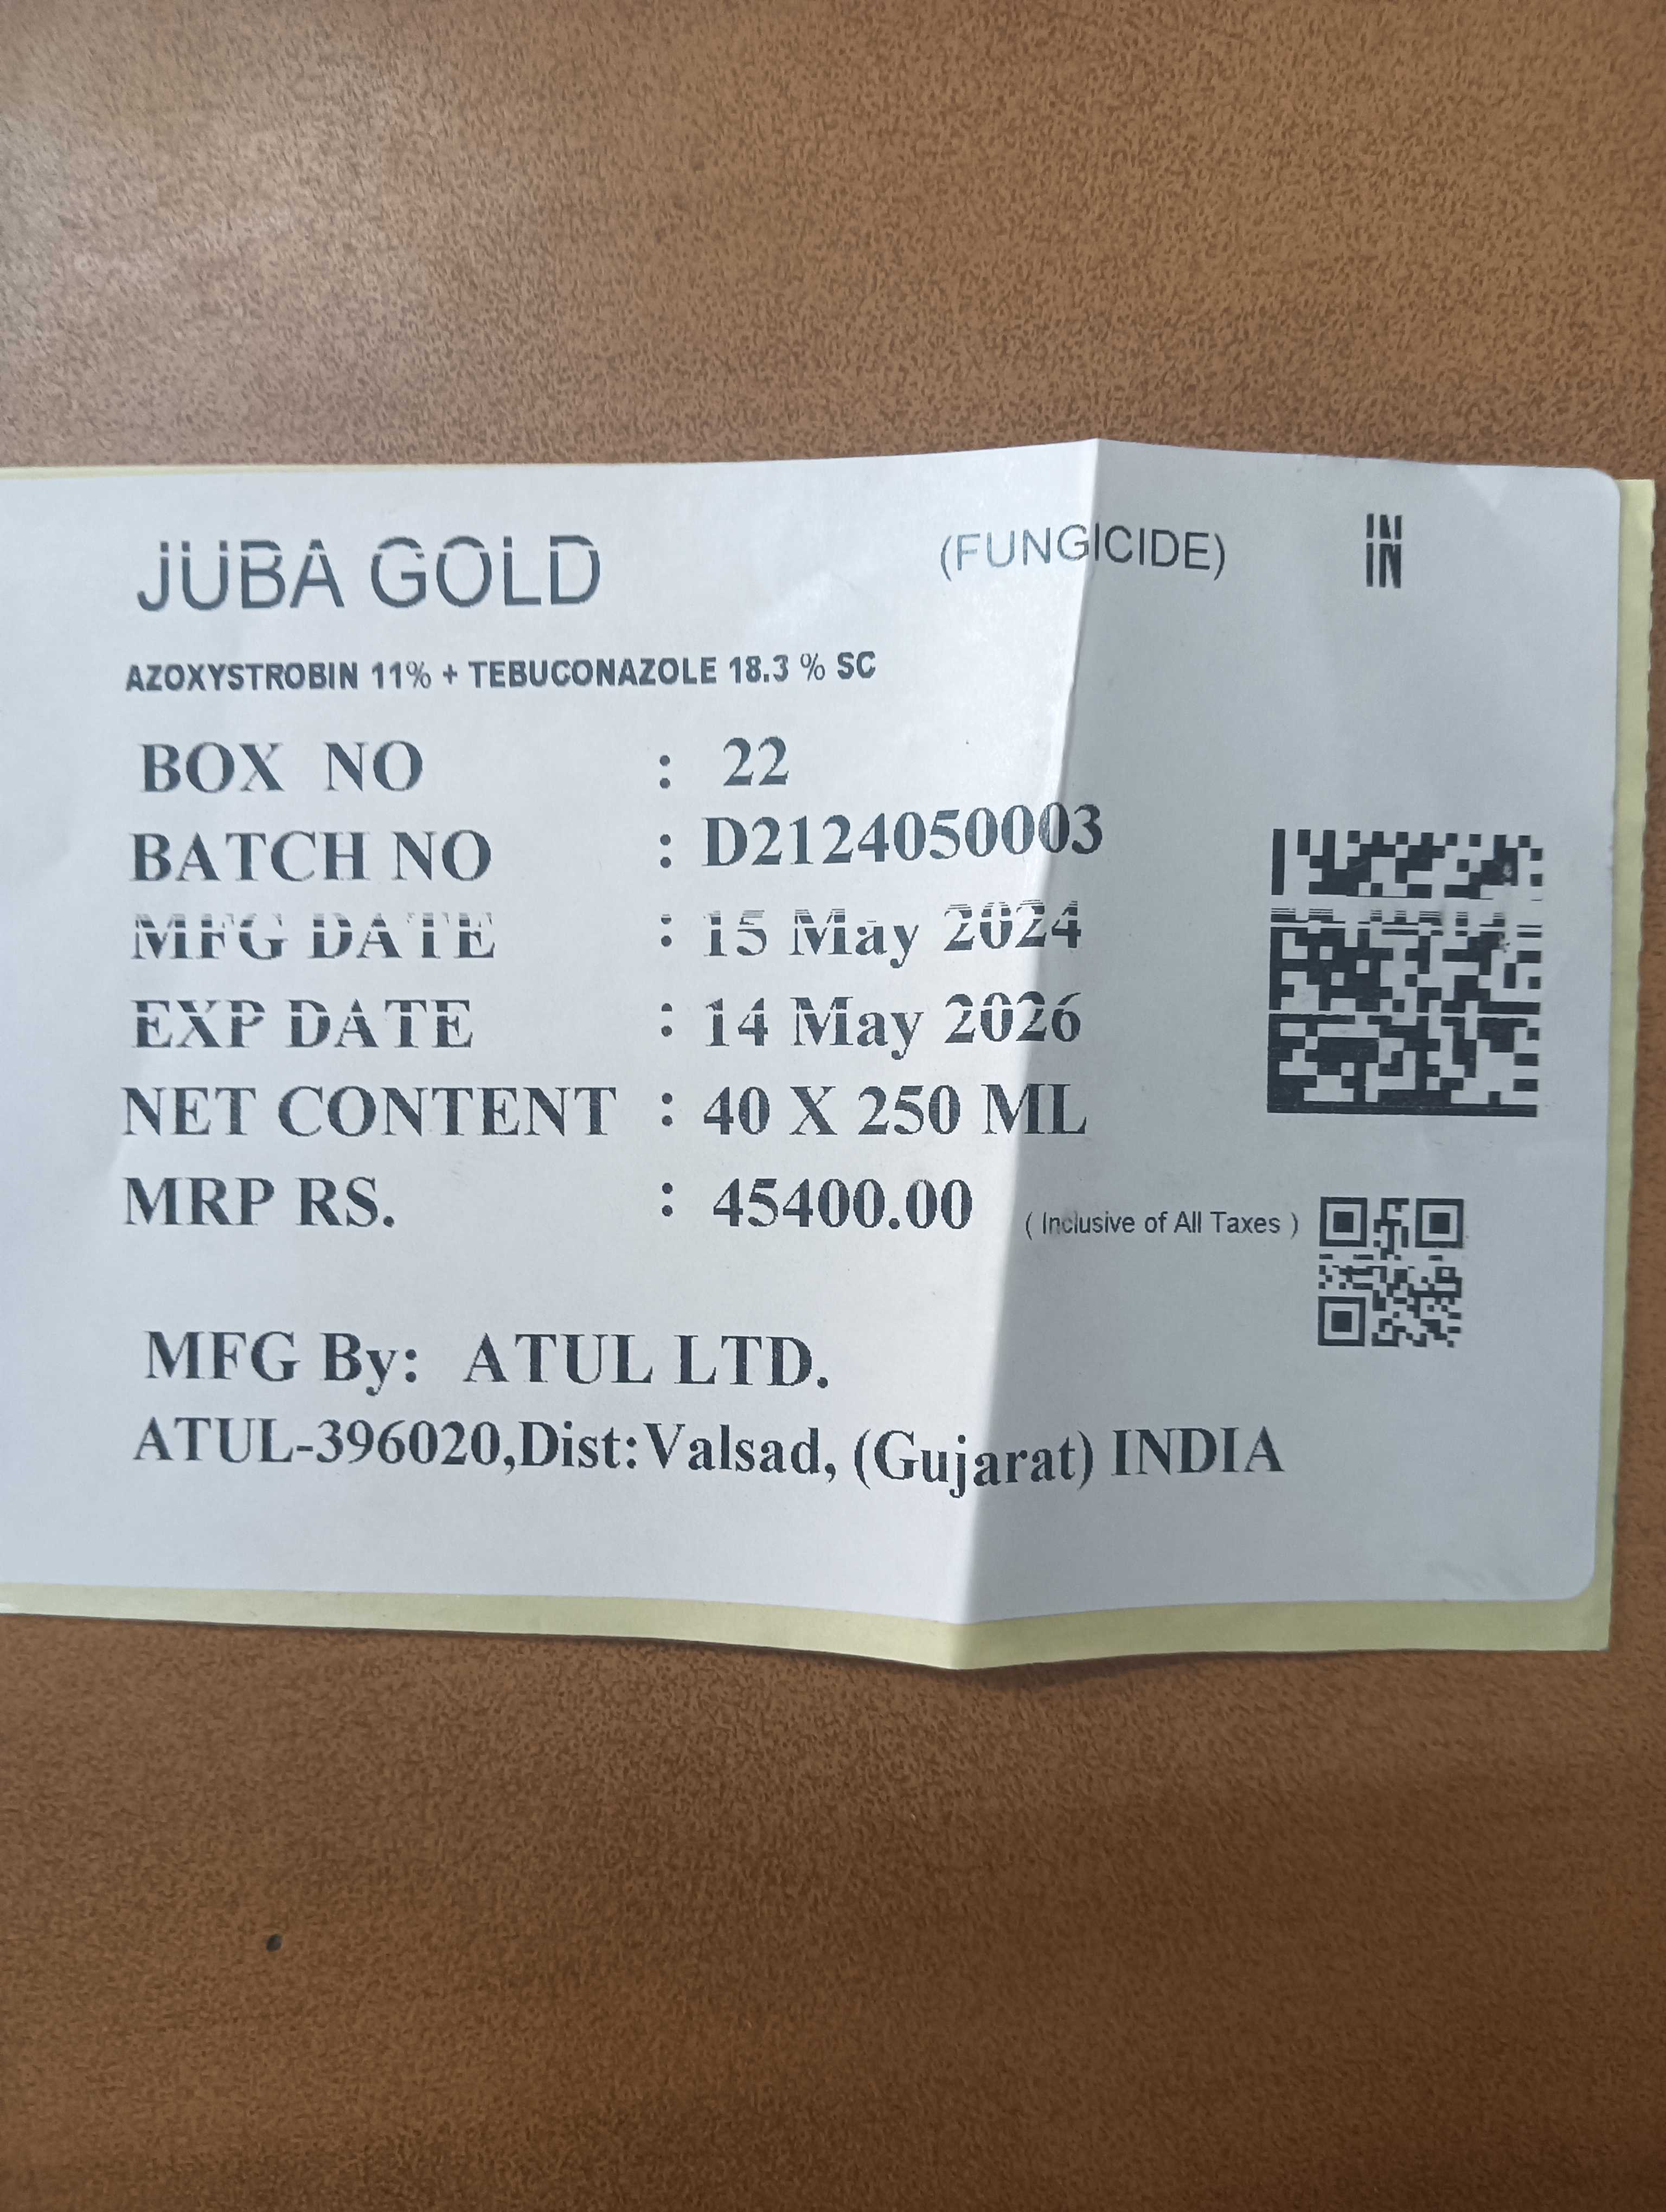 JUBA GOLD (FUNGICIDE) IN
AZOXYSTROBIN 11% + TEBUCONAZOLE 18.3 % SC
BOX NO : 22
BATCH NO : D2124050003
MFG DATE : 15 May 2024
EXP DATE : 14 May 2026
NET CONTENT : 40 X 250 ML
MRP RS. : 45400.00 ( Inclusive of All Taxes )
MFG By: ATUL LTD.
ATUL-396020,Dist:Valsad, (Gujarat) INDIA